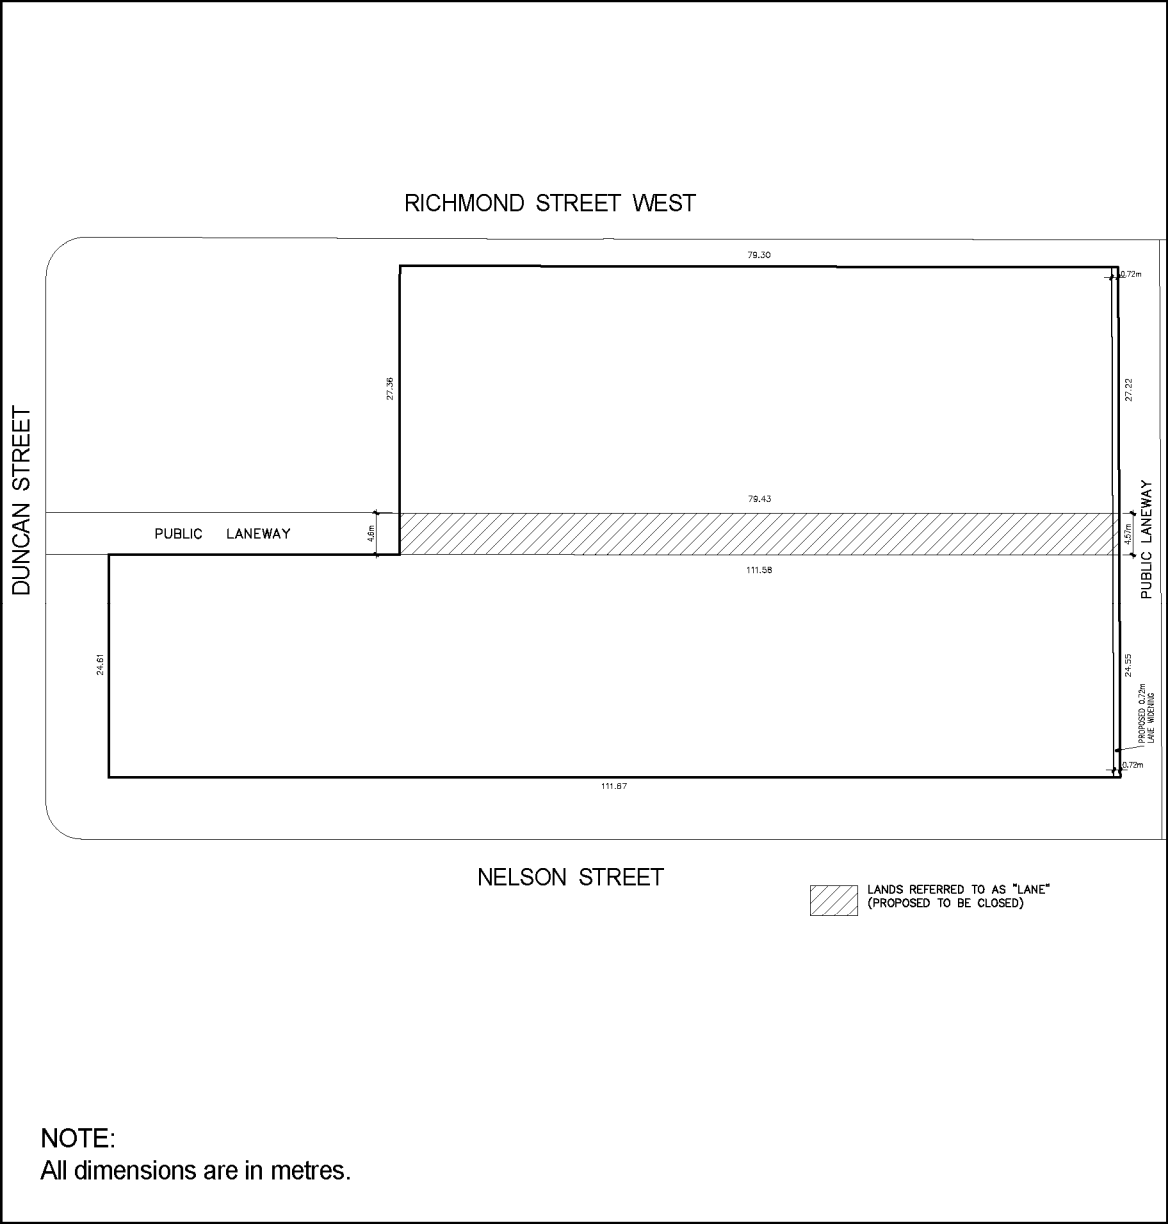 RICHMOND STREET WEST
79.30
0.72m
27.36
27.22
DUNCAN STREET
79.43
PUBLIC LANEWAY
4.6m
4.57m
PUBLIC LANEWAY
111.58
24.61
24.55
PROPOSED 0.72m
LANE WIDENING
0.72m
111.67
NELSON STREET
LANDS REFERRED TO AS "LANE"
(PROPOSED TO BE CLOSED)
NOTE:
All dimensions are in metres.